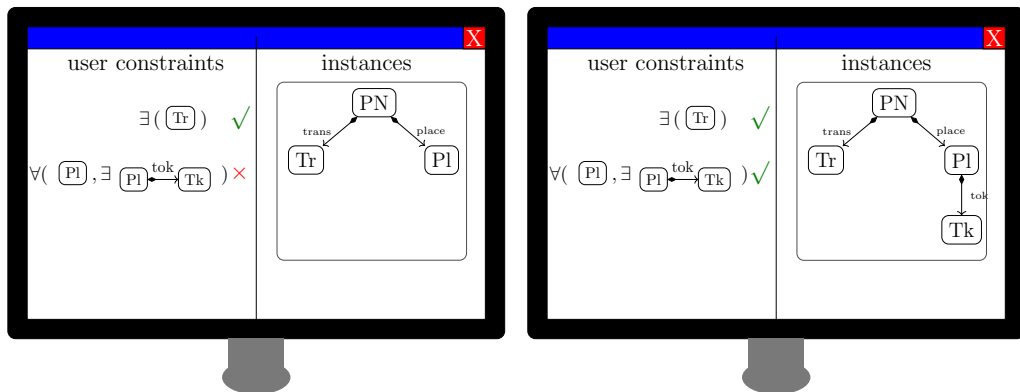 X
user constraints
instances
∃ ( Tr ) √
∀( Pl , ∃ Pl tok Tk ) ×
PN
trans
place
Tr
Pl
X
user constraints
instances
∃ ( Tr ) √
∀( Pl , ∃ Pl tok Tk ) √
PN
trans
place
Tr
Pl
tok
Tk